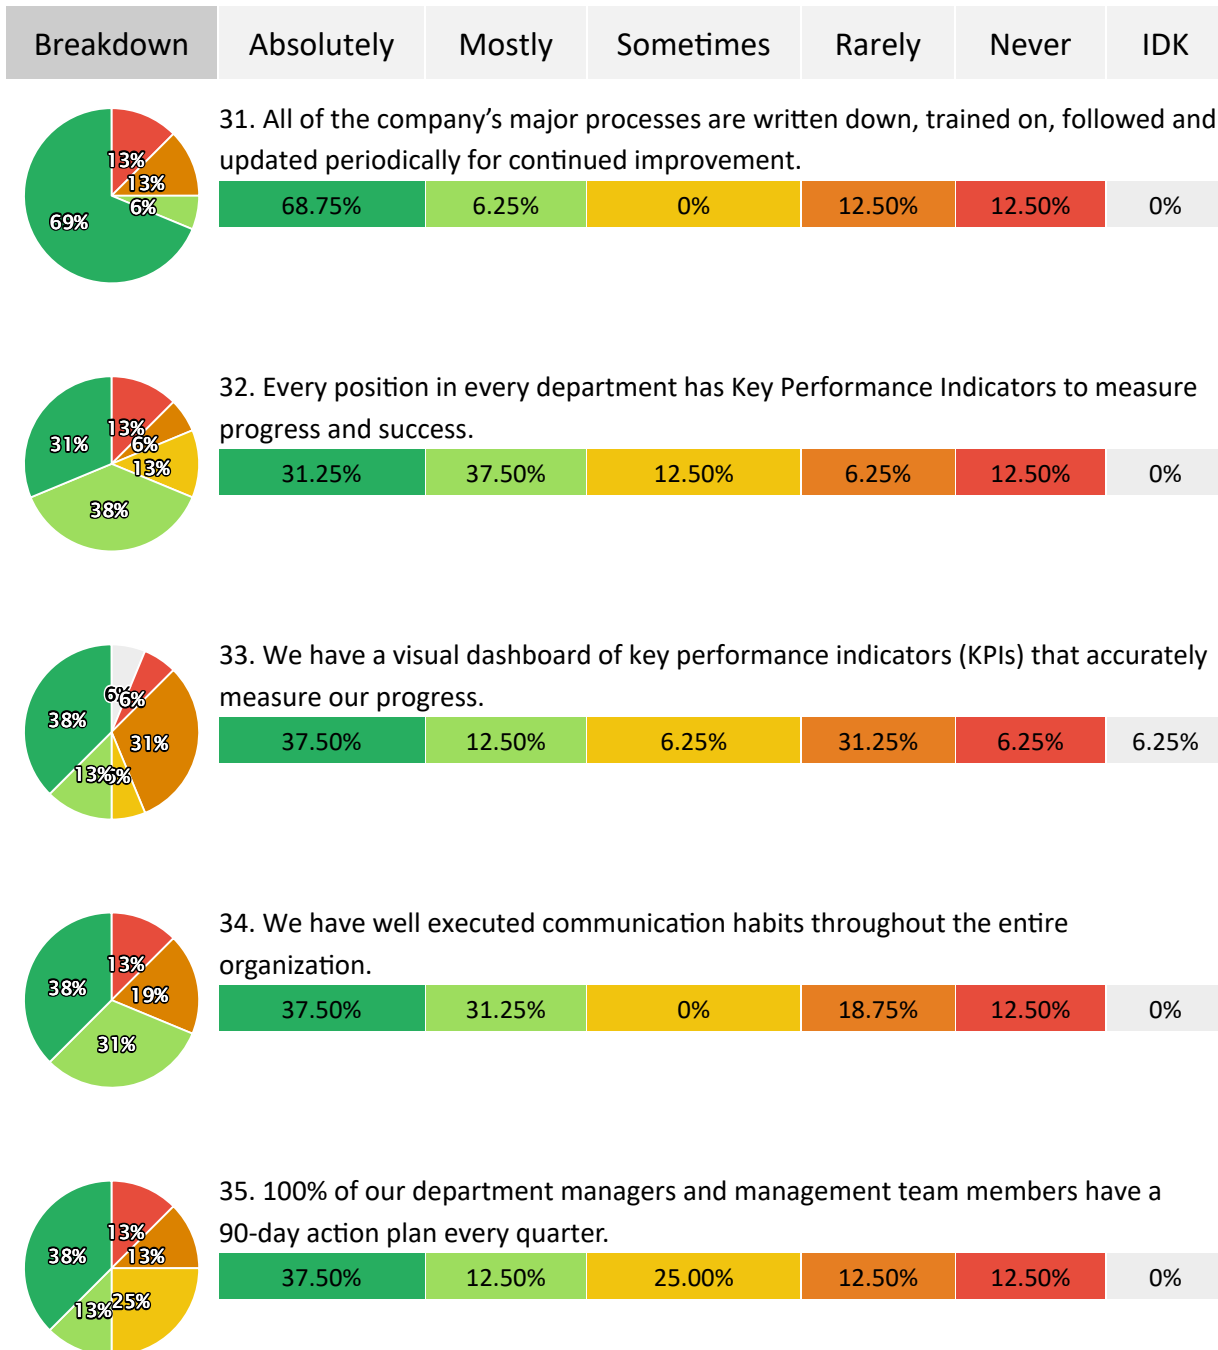 Breakdown Absolutely Mostly Sometimes Rarely Never IDK
31. All of the company’s major processes are written down, trained on, followed and
updated periodically for continued improvement.
68.75% 6.25% 0% 12.50% 12.50% 0%
13%
13%
6%
69%
32. Every position in every department has Key Performance Indicators to measure
progress and success.
31.25% 37.50% 12.50% 6.25% 12.50% 0%
13%
6%
13%
38%
31%
33. We have a visual dashboard of key performance indicators (KPIs) that accurately
measure our progress.
37.50% 12.50% 6.25% 31.25% 6.25% 6.25%
6%
6%
31%
6%
13%
38%
34. We have well executed communication habits throughout the entire
organization.
37.50% 31.25% 0% 18.75% 12.50% 0%
13%
19%
31%
38%
35. 100% of our department managers and management team members have a
90-day action plan every quarter.
37.50% 12.50% 25.00% 12.50% 12.50% 0%
13%
13%
25%
13%
38%